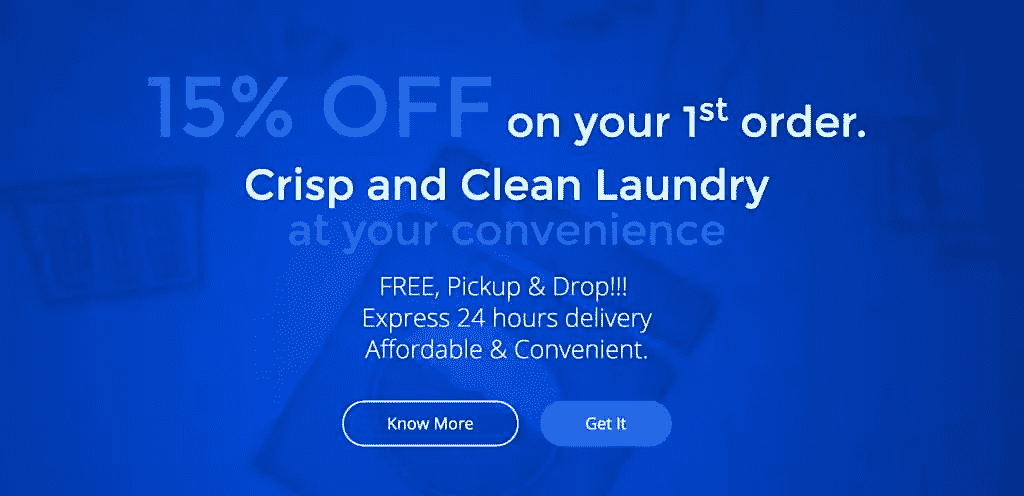 15% OFF on your 1st order.
Crisp and Clean Laundry
at your convenience
FREE, Pickup & Drop!!!
Express 24 hours delivery
Affordable & Convenient.
Know More
Get It